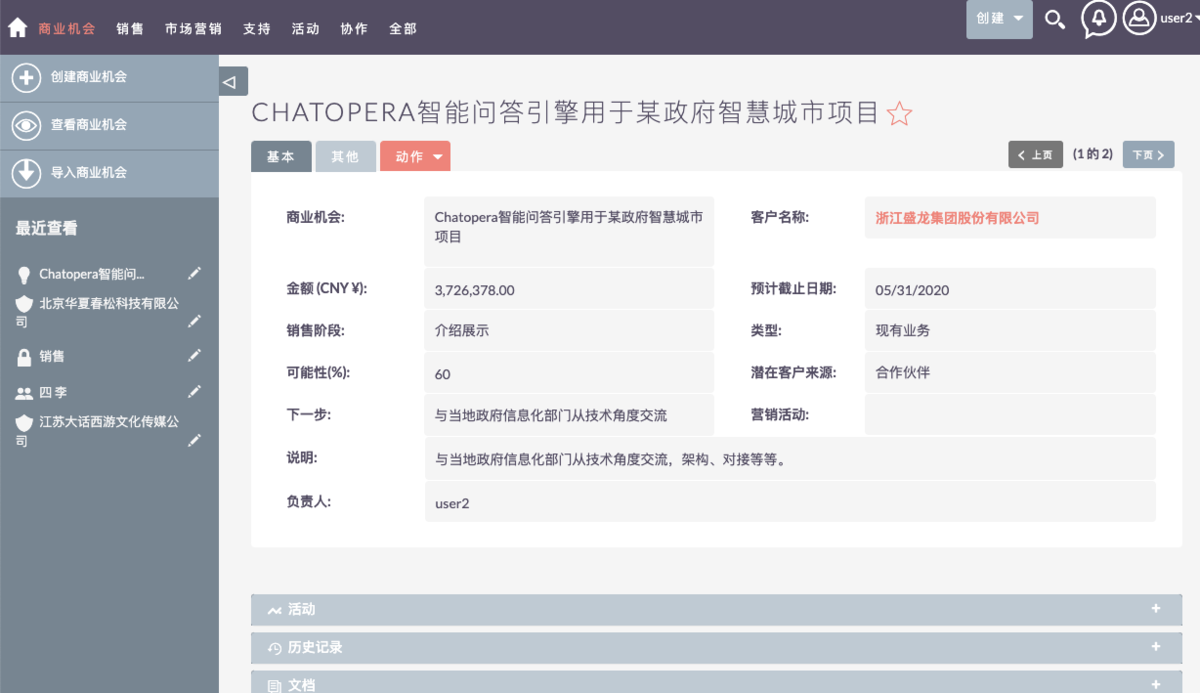 商业机会 销售 市场营销 支持 活动 协作 全部 创建 user2
创建商业机会
查看商业机会
导入商业机会
最近查看
Chatopera智能问...
北京华夏春松科技有限公
司
销售
四 李
江苏大话西游文化传媒公
司
CHATOPERA智能问答引擎用于某政府智慧城市项目
基本 其他 动作 上页 (1 的 2) 下页
商业机会: Chatopera智能问答引擎用于某政府智慧城市
项目
客户名称: 浙江盛龙集团股份有限公司
金额 (CNY ¥): 3,726,378.00 预计截止日期: 05/31/2020
销售阶段: 介绍展示 类型: 现有业务
可能性(%): 60 潜在客户来源: 合作伙伴
下一步: 与当地政府信息化部门从技术角度交流 营销活动:
说明: 与当地政府信息化部门从技术角度交流，架构、对接等等。
负责人: user2
活动 +
历史记录 +
文档 +